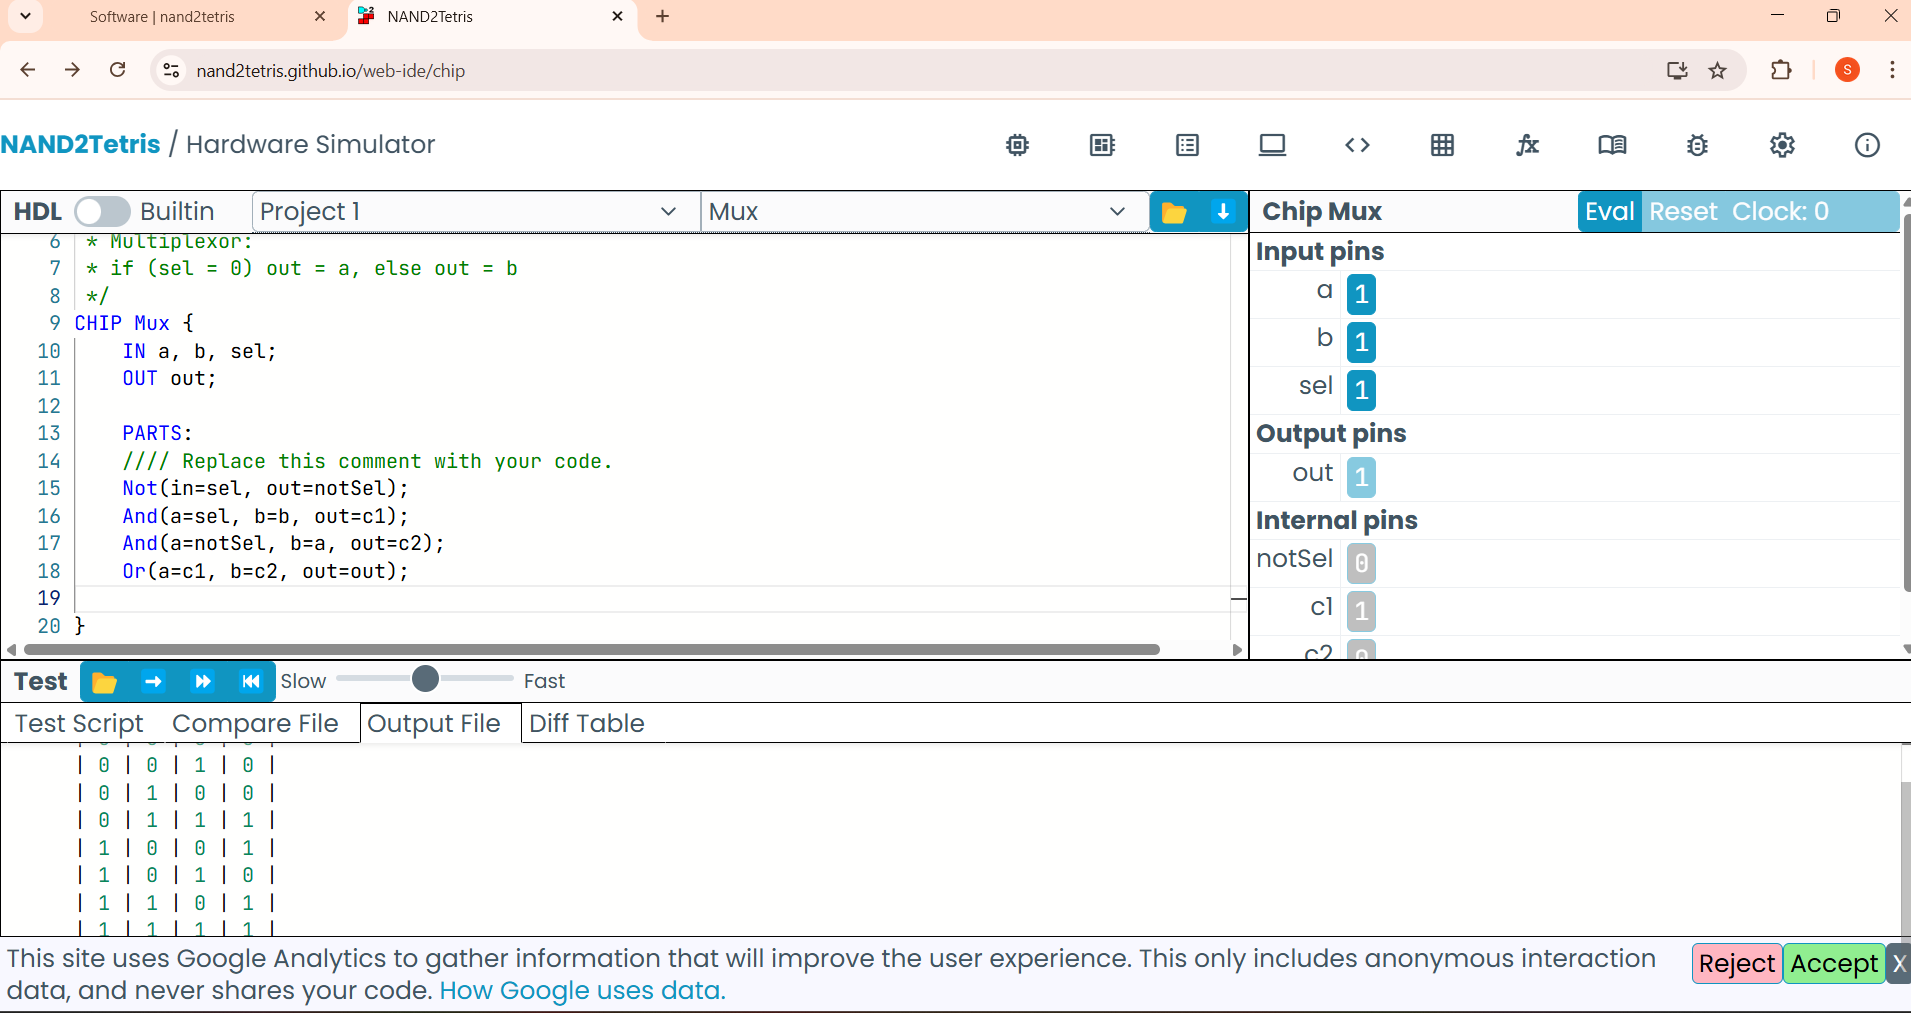 Software | nand2tetris
NAND2Tetris
nand2tetris.github.io/web-ide/chip
S
NAND2Tetris / Hardware Simulator
HDL Builtin Project 1 Mux
6 * Multiplexor:
7 * if (sel = 0) out = a, else out = b
8 */
9 CHIP Mux {
10 IN a, b, sel;
11 OUT out;
12
13 PARTS:
14 //// Replace this comment with your code.
15 Not(in=sel, out=notSel);
16 And(a=sel, b=b, out=c1);
17 And(a=notSel, b=a, out=c2);
18 Or(a=c1, b=c2, out=out);
19
20 }
Chip Mux Eval Reset Clock: 0
Input pins
a 1
b 1
sel 1
Output pins
out 1
Internal pins
notSel 0
c1 1
c2 0
Test Slow Fast
Test Script Compare File Output File Diff Table
| 0 | 0 | 1 | 0 |
| 0 | 1 | 0 | 0 |
| 0 | 1 | 1 | 1 |
| 1 | 0 | 0 | 1 |
| 1 | 0 | 1 | 0 |
| 1 | 1 | 0 | 1 |
| 1 | 1 | 1 | 1 |
This site uses Google Analytics to gather information that will improve the user experience. This only includes anonymous interaction
data, and never shares your code. How Google uses data.
Reject Accept X